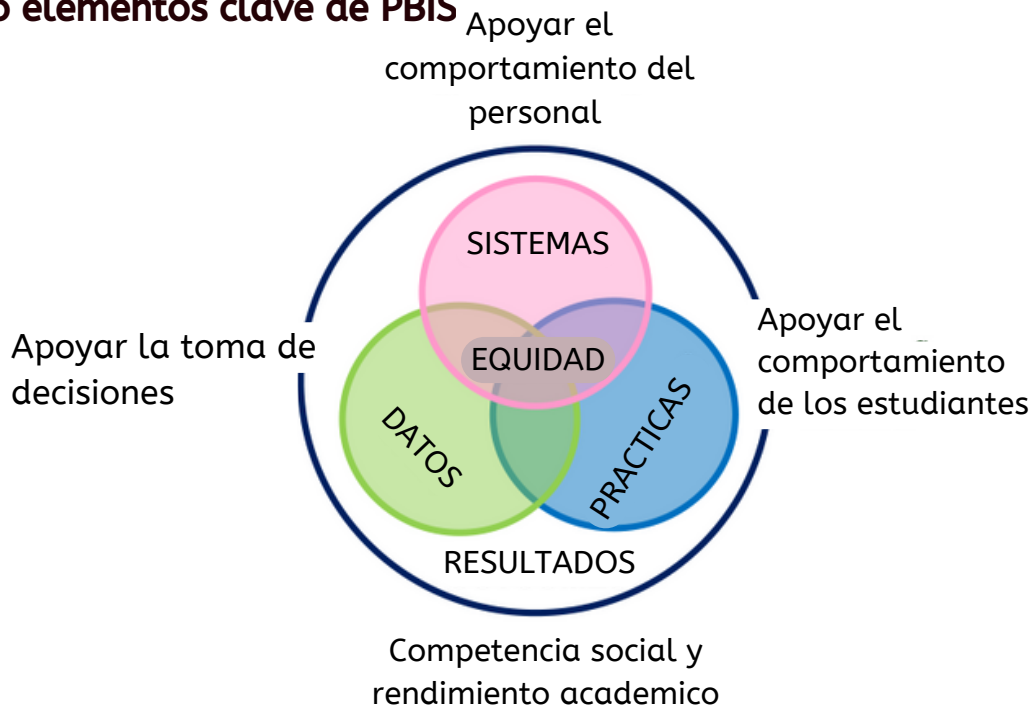 elementos clave de PBIS
Apoyar el
comportamiento del
personal
SISTEMAS
Apoyar la toma de
decisiones
EQUIDAD
DATOS
PRACTICAS
Apoyar el
comportamiento
de los estudiantes
RESULTADOS
Competencia social y
rendimiento academico